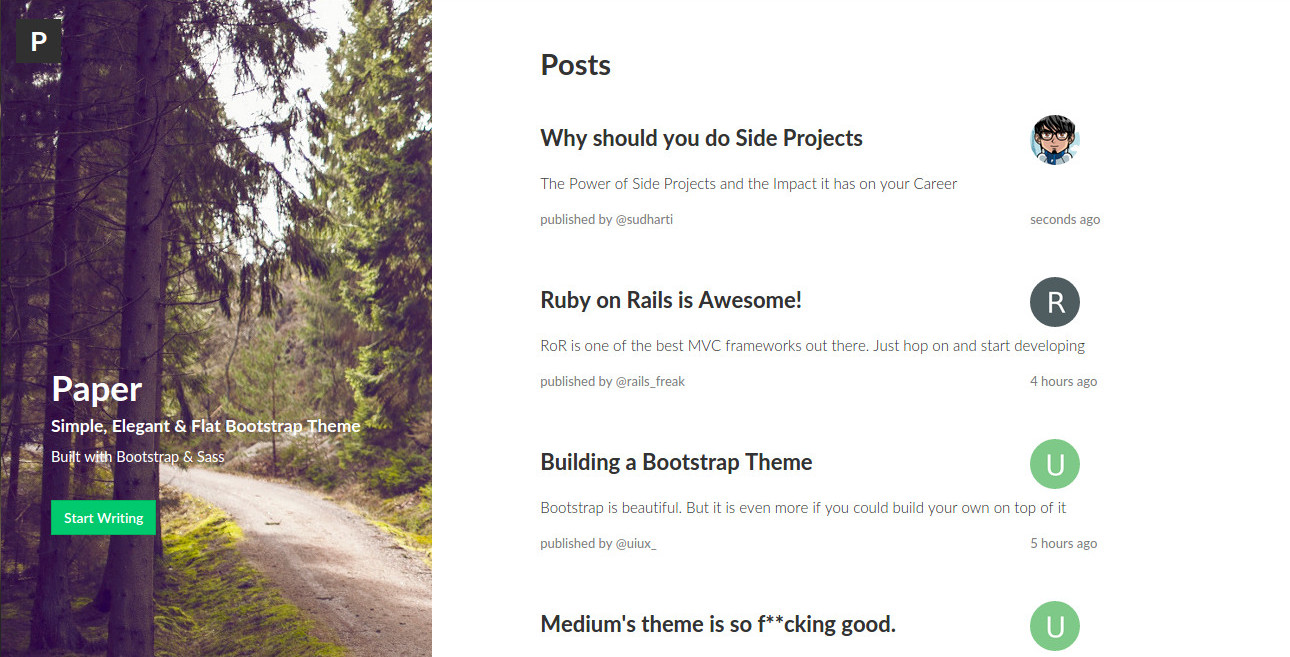 P
Paper
Simple, Elegant & Flat Bootstrap Theme
Built with Bootstrap & Sass
Start Writing
Posts
Why should you do Side Projects
The Power of Side Projects and the Impact it has on your Career
published by @sudharti
seconds ago
Ruby on Rails is Awesome!
R
RoR is one of the best MVC frameworks out there. Just hop on and start developing
published by @rails_freak
4 hours ago
Building a Bootstrap Theme
U
Bootstrap is beautiful. But it is even more if you could build your own on top of it
published by @uiux_
5 hours ago
Medium's theme is so f**cking good.
U